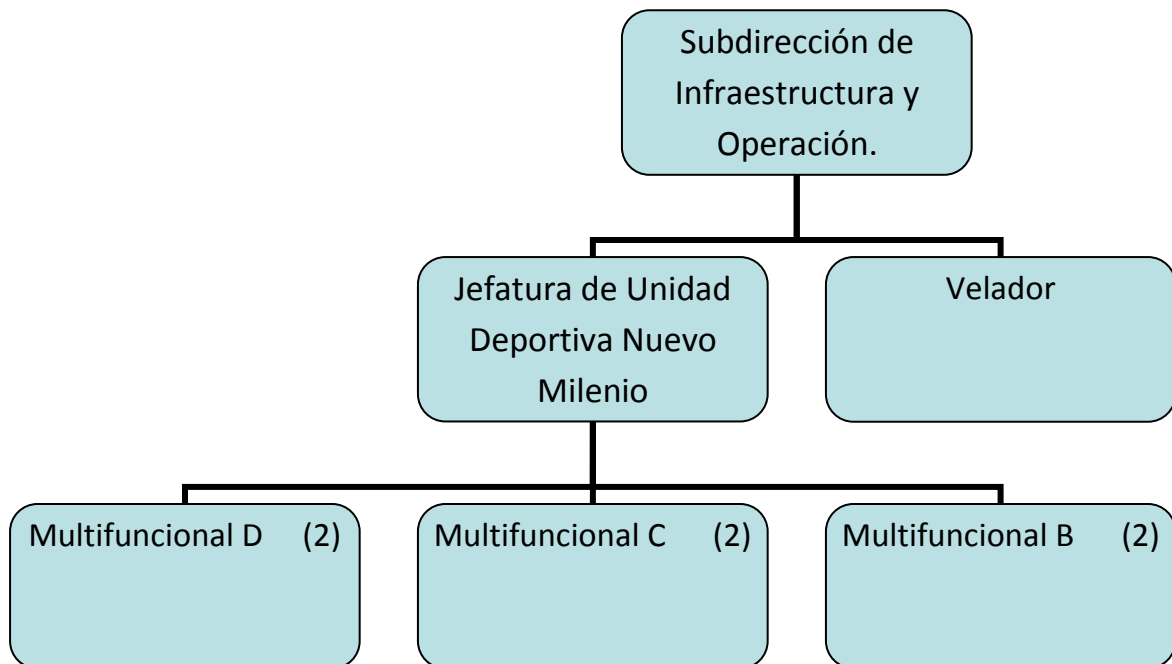 Subdirección de
Infraestructura y
Operación.
Jefatura de Unidad
Deportiva Nuevo
Milenio
Velador
Multifuncional D (2)
Multifuncional C (2)
Multifuncional B (2)